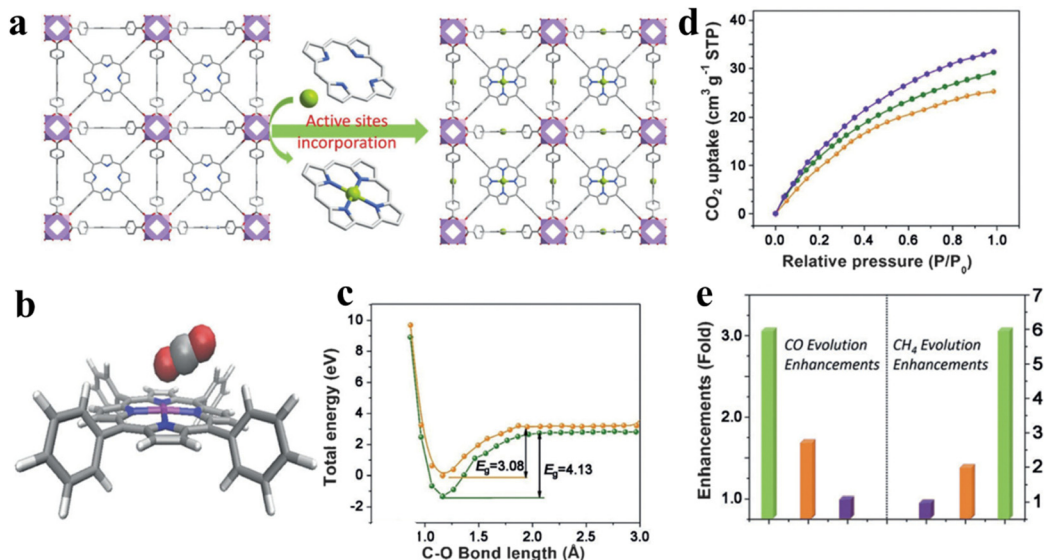 a
Active sites
incorporation
d
CO₂ uptake (cm³ g⁻¹ STP)
40
30
20
10
0
0.0 0.2 0.4 0.6 0.8 1.0
Relative pressure (P/P₀)
b
c
Total energy (eV)
10
8
6
4
2
0
-2
Eg=3.08
Eg=4.13
1.0 1.5 2.0 2.5 3.0
C-O Bond length (Å)
e
Enhancements (Fold)
3.0
2.0
1.0
CO Evolution
Enhancements
CH₄ Evolution
Enhancements
7
6
5
4
3
2
1